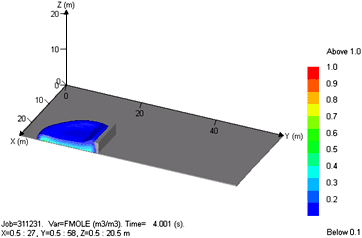 Z (m)
20
10
0
0
10
20
X (m)
20
40
Y (m)
Above 1.0
1.0
0.9
0.8
0.7
0.6
0.5
0.4
0.3
0.2
0.1
Below 0.1
Job=311231. Var=FMOLE (m3/m3). Time= 4.001 (s).
X=0.5 : 27, Y=0.5 : 58, Z=0.5 : 20.5 m